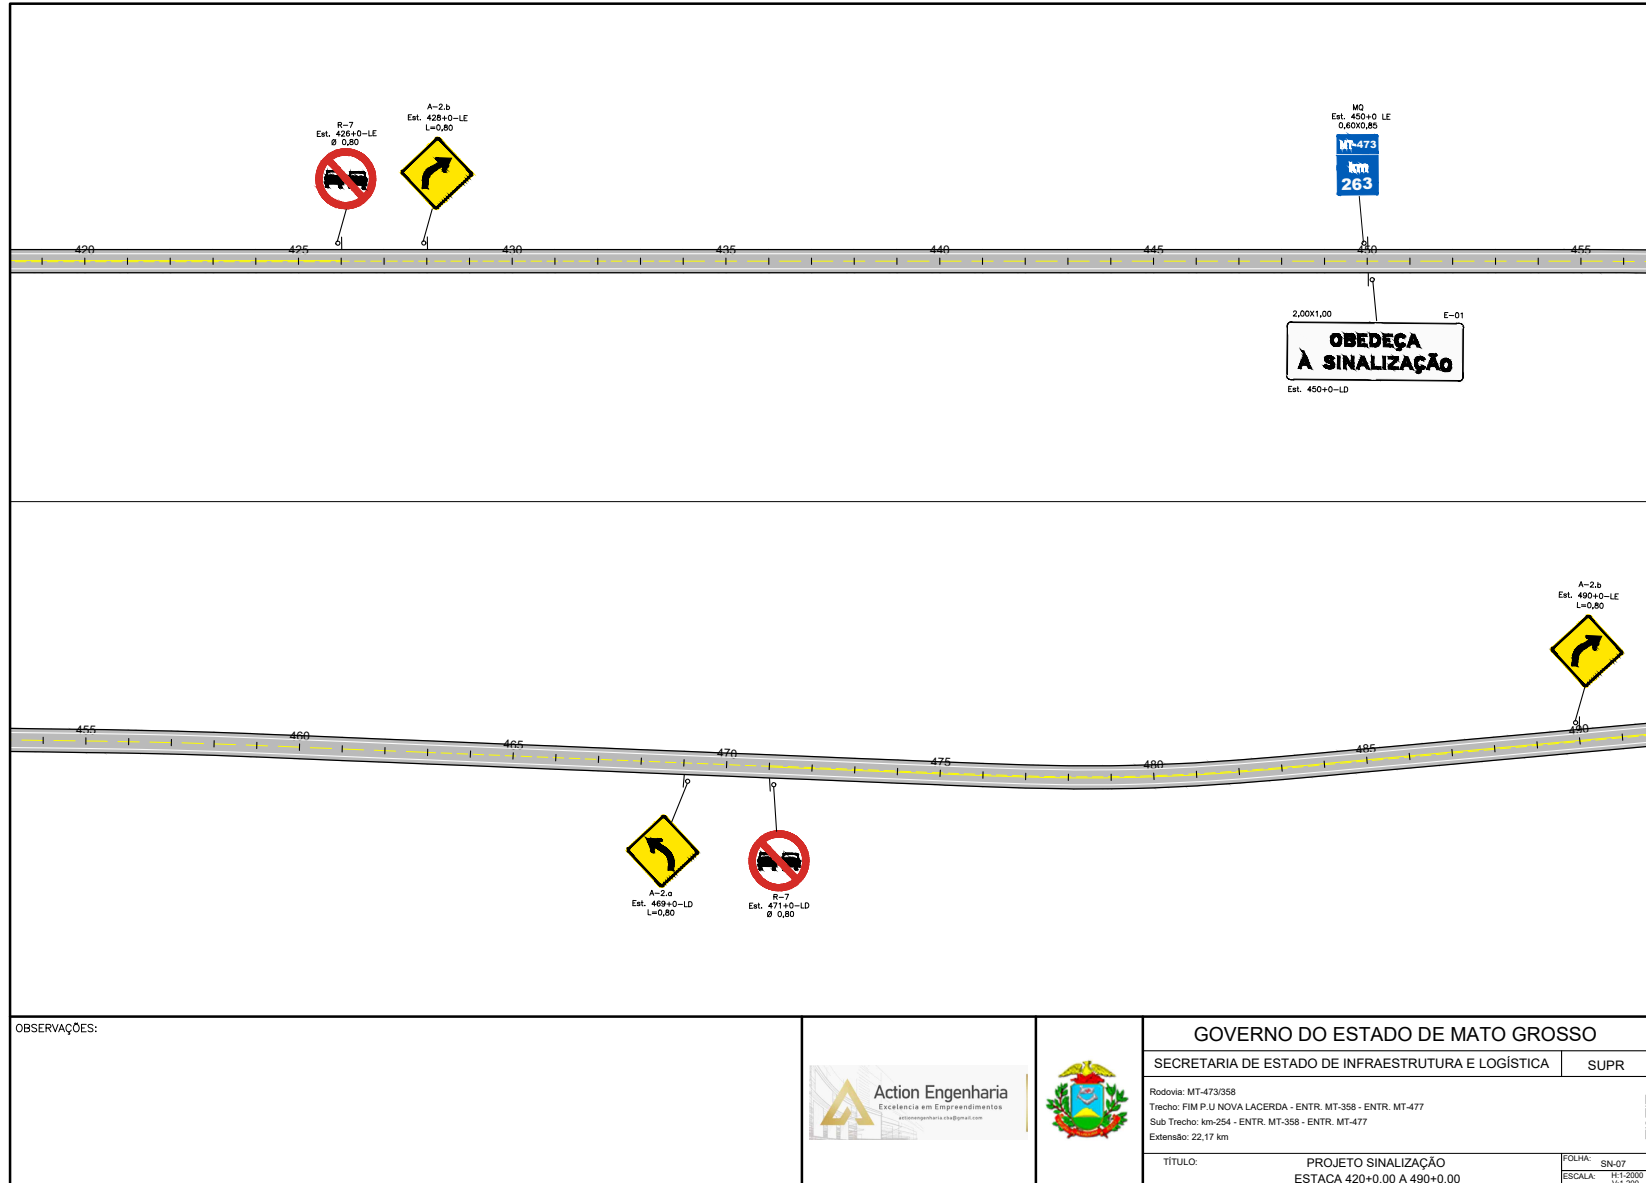 R-7
Est. 426+0-LE
Ø 0,80
A-2.b
Est. 428+0-LE
L=0,80
MQ
Est. 450+0 LE
0,60X0,85
MT-473
km
263
420
425
430
435
440
445
450
455
2,00X1,00
E-01
OBEDEÇA
À SINALIZAÇÃO
Est. 450+0-LD
A-2.b
Est. 490+0-LE
L=0,80
455
460
465
470
475
480
485
490
A-2.a
Est. 469+0-LD
L=0,80
R-7
Est. 471+0-LD
Ø 0,80
OBSERVAÇÕES:
Action Engenharia
Excelencia em Empreendimentos
actionengenharia.cba@gmail.com
GOVERNO DO ESTADO DE MATO GROSSO
SECRETARIA DE ESTADO DE INFRAESTRUTURA E LOGÍSTICA
SUPR
Rodovia: MT-473/358
Trecho: FIM P.U NOVA LACERDA - ENTR. MT-358 - ENTR. MT-477
Sub Trecho: km-254 - ENTR. MT-358 - ENTR. MT-477
Extensão: 22,17 km
TÍTULO:
PROJETO SINALIZAÇÃO
ESTACA 420+0,00 A 490+0,00
FOLHA:
SN-07
ESCALA:
H:1-2000